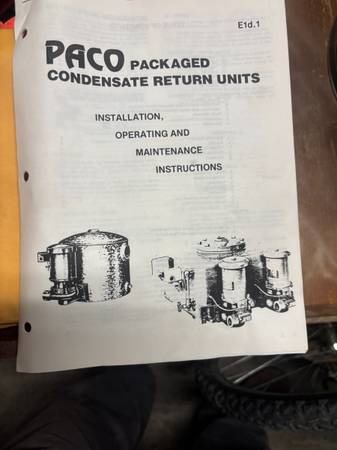 E1d.1
PACO PACKAGED
CONDENSATE RETURN UNITS
INSTALLATION,
OPERATING AND
MAINTENANCE
INSTRUCTIONS